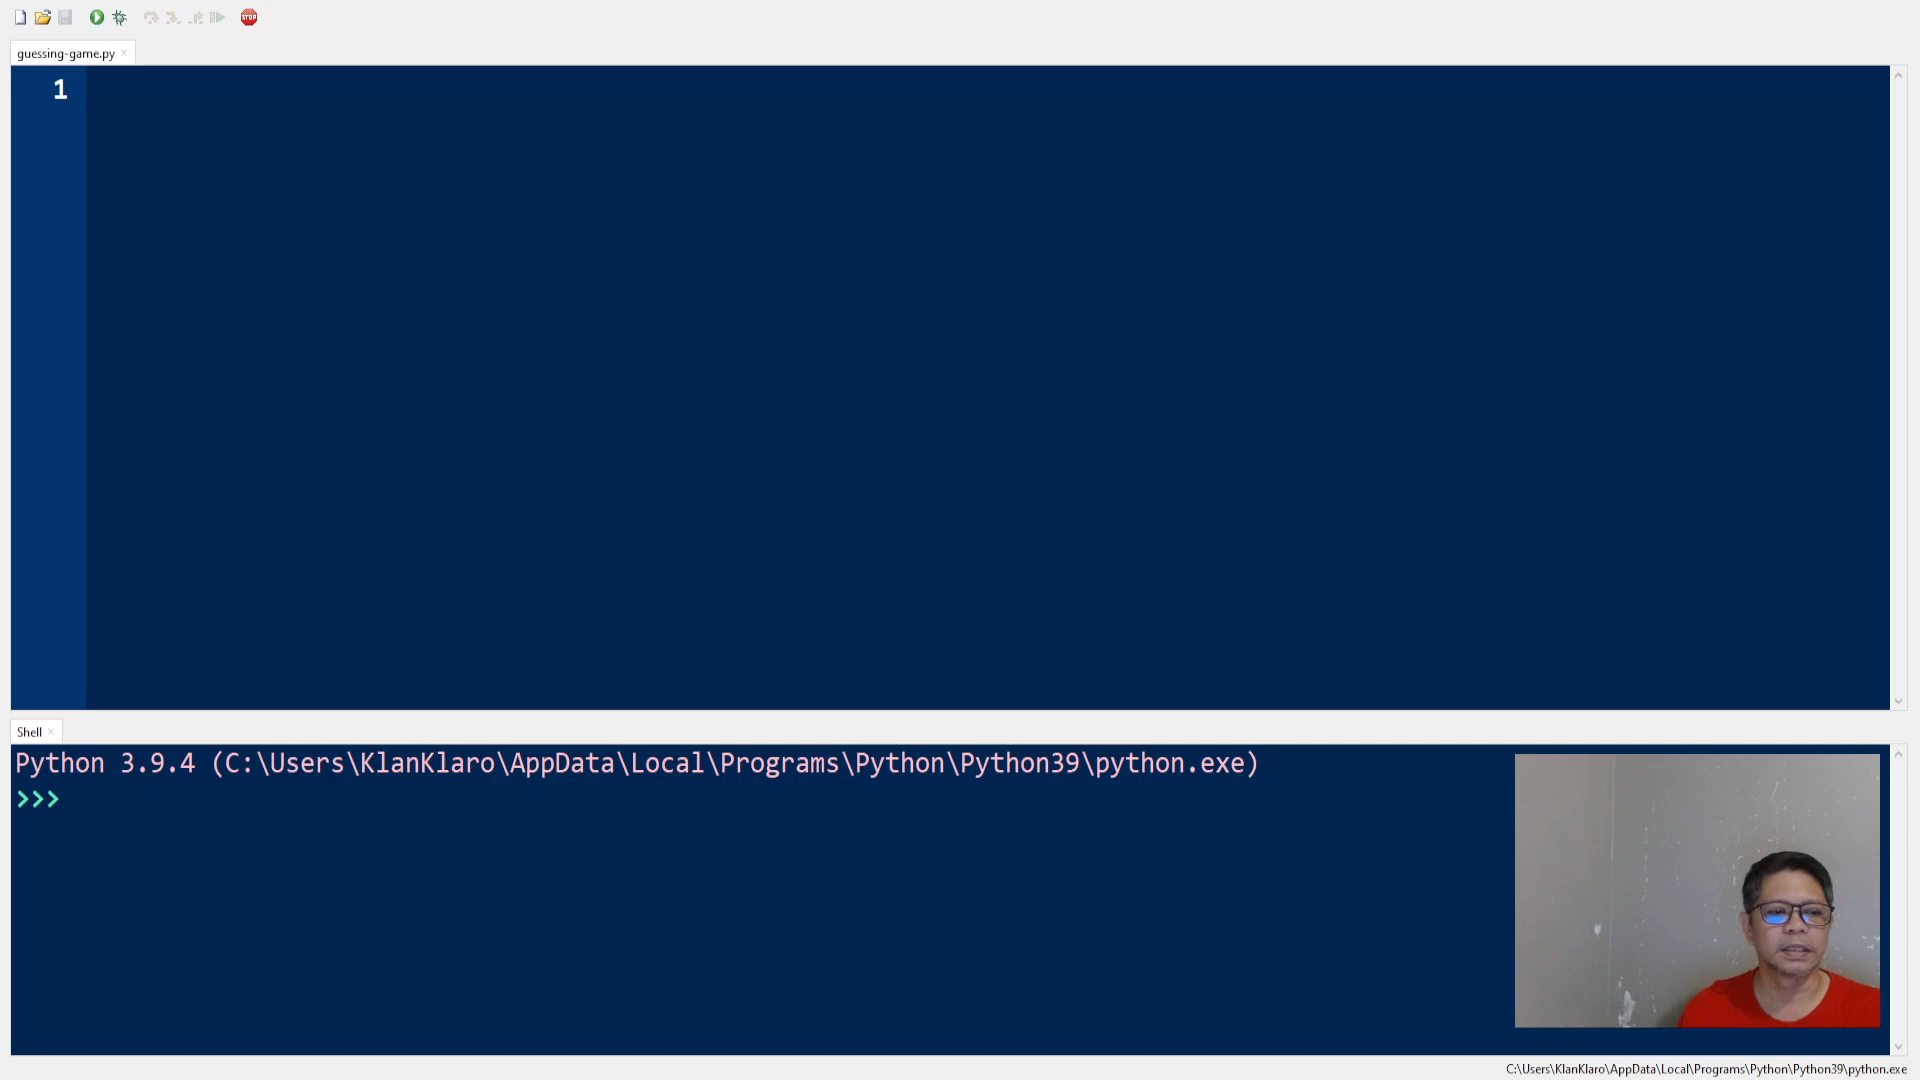 STOP
guessing-game.py ×
1
Shell ×
Python 3.9.4 (C:\Users\KlanKlaro\AppData\Local\Programs\Python\Python39\python.exe)
>>>
C:\Users\KlanKlaro\AppData\Local\Programs\Python\Python39\python.exe